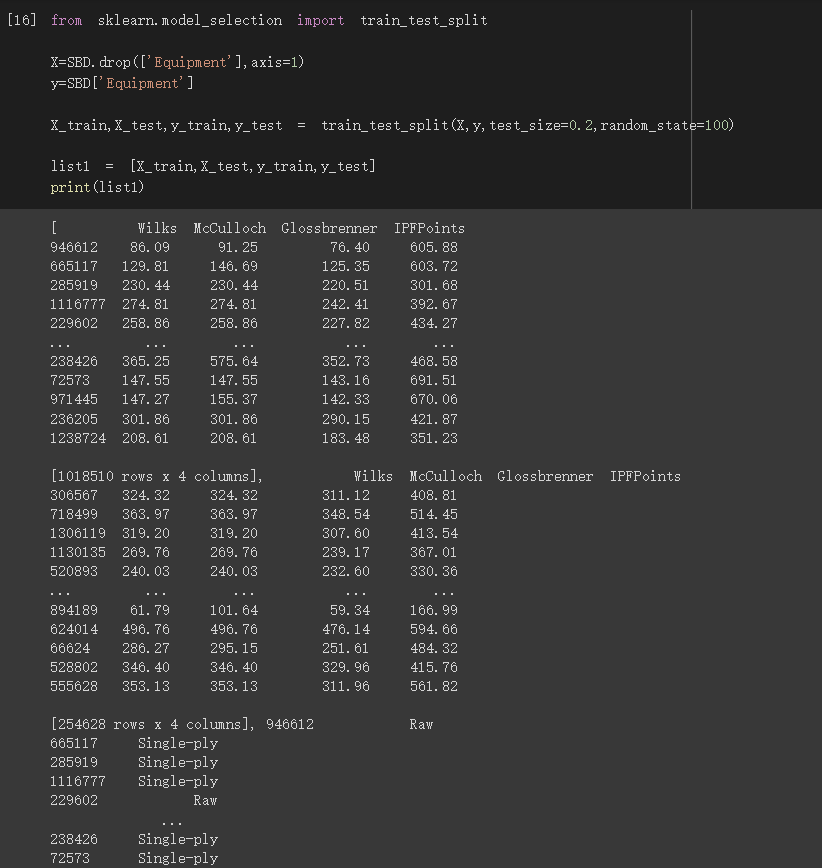 [16] from sklearn.model_selection import train_test_split
X=SBD.drop(['Equipment'],axis=1)
y=SBD['Equipment']
X_train,X_test,y_train,y_test = train_test_split(X,y,test_size=0.2,random_state=100)
list1 = [X_train,X_test,y_train,y_test]
print(list1)
[ Wilks McCulloch Glossbrenner IPFPoints
946612 86.09 91.25 76.40 605.88
665117 129.81 146.69 125.35 603.72
285919 230.44 230.44 220.51 301.68
1116777 274.81 274.81 242.41 392.67
229602 258.86 258.86 227.82 434.27
... ... ... ... ...
238426 365.25 575.64 352.73 468.58
72573 147.55 147.55 143.16 691.51
971445 147.27 155.37 142.33 670.06
236205 301.86 301.86 290.15 421.87
1238724 208.61 208.61 183.48 351.23
[1018510 rows x 4 columns], Wilks McCulloch Glossbrenner IPFPoints
306567 324.32 324.32 311.12 408.81
718499 363.97 363.97 348.54 514.45
1306119 319.20 319.20 307.60 413.54
1130135 269.76 269.76 239.17 367.01
520893 240.03 240.03 232.60 330.36
... ... ... ... ...
894189 61.79 101.64 59.34 166.99
624014 496.76 496.76 476.14 594.66
66624 286.27 295.15 251.61 484.32
528802 346.40 346.40 329.96 415.76
555628 353.13 353.13 311.96 561.82
[254628 rows x 4 columns], 946612 Raw
665117 Single-ply
285919 Single-ply
1116777 Single-ply
229602 Raw
...
238426 Single-ply
72573 Single-ply